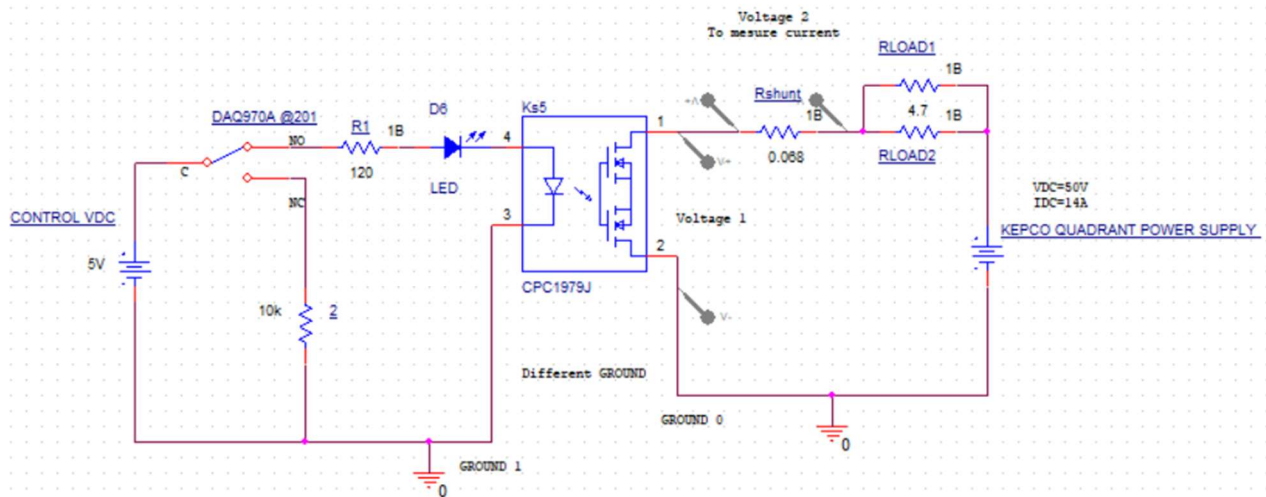 Voltage 2
To mesure current
RLOAD1
1B
Rshunt
DAQ970A @201
D6
Ks5
1
1B
4.7
1B
NO
R1
1B
4
120
0.068
RLOAD2
C
LED
VDC=50V
IDC=14A
NC
V+
CONTROL VDC
3
Voltage 1
KEPCO QUADRANT POWER SUPPLY
2
5V
CPC1979J
10k
2
V-
Different GROUND
GROUND 0
0
GROUND 1
0